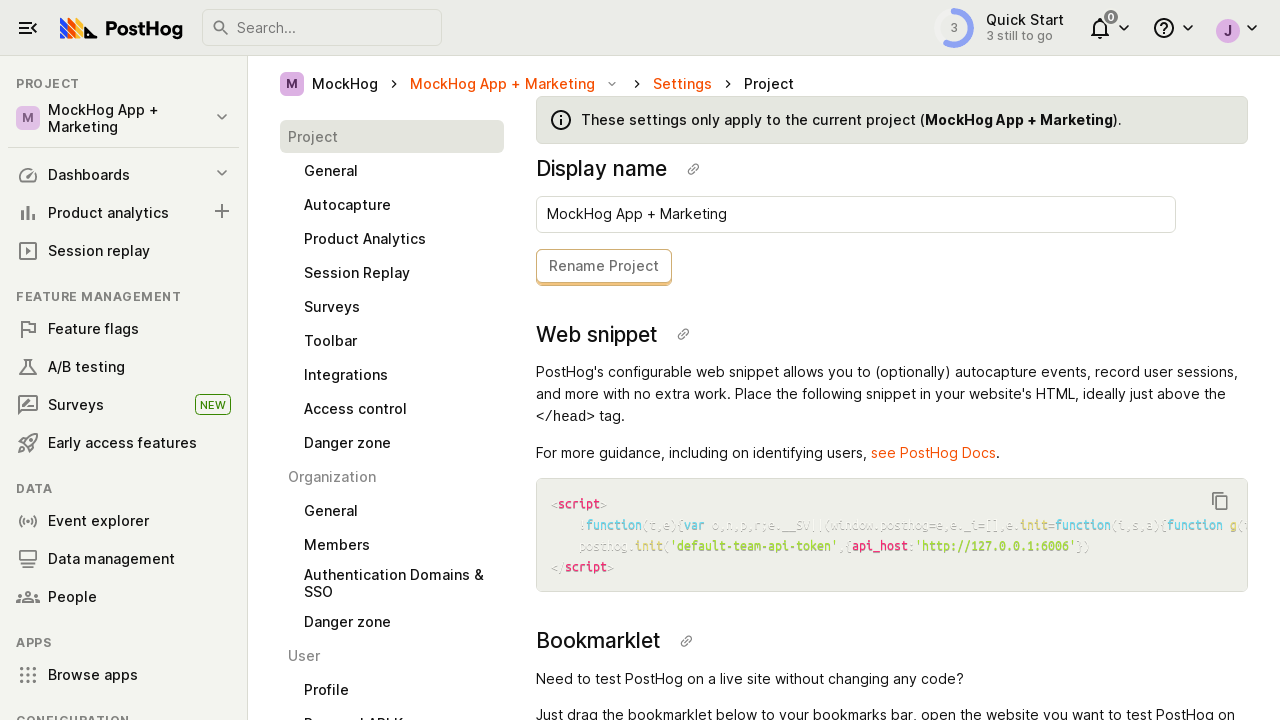 PostHog
Search...
3
Quick Start
3 still to go
0
J
PROJECT
M
MockHog App +
Marketing
Dashboards
Product analytics
Session replay
FEATURE MANAGEMENT
Feature flags
A/B testing
Surveys
NEW
Early access features
DATA
Event explorer
Data management
People
APPS
Browse apps
M
MockHog
MockHog App + Marketing
Settings
Project
Project
General
Autocapture
Product Analytics
Session Replay
Surveys
Toolbar
Integrations
Access control
Danger zone
Organization
General
Members
Authentication Domains &
SSO
Danger zone
User
Profile
These settings only apply to the current project (MockHog App + Marketing).
Display name
MockHog App + Marketing
Rename Project
Web snippet
PostHog's configurable web snippet allows you to (optionally) autocapture events, record user sessions,
and more with no extra work. Place the following snippet in your website's HTML, ideally just above the
</head> tag.
For more guidance, including on identifying users, see PostHog Docs.
<script>
!function(t,e){var o,n,p,r;e.__SV||(window.posthog=e,e._i=[],e.init=function(i,s,a){function g(
posthog.init('default-team-api-token',{api_host:'http://127.0.0.1:6006'})
</script>
Bookmarklet
Need to test PostHog on a live site without changing any code?
Just drag the bookmarklet below to your bookmarks bar, open the website you want to test PostHog on